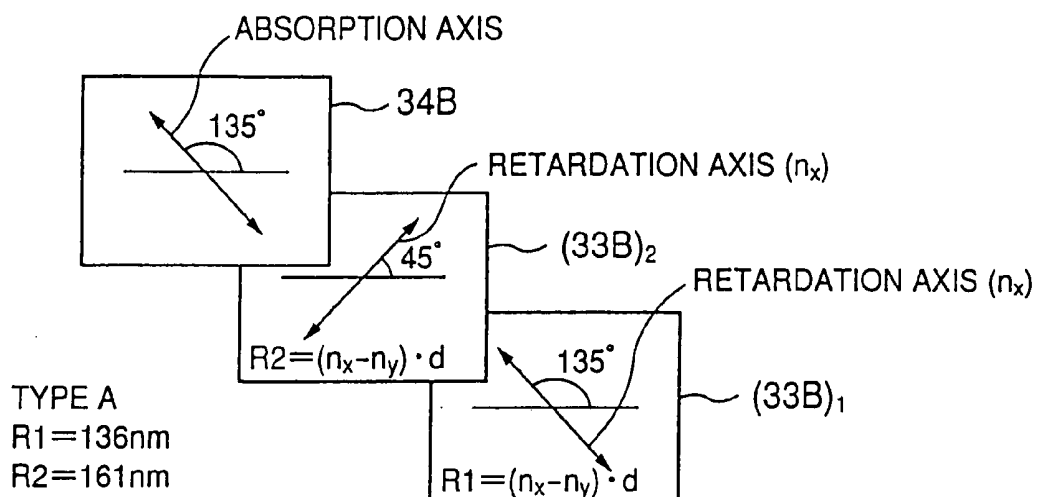 ABSORPTION AXIS
34B
135°
RETARDATION AXIS (nx)
45°
(33B)2
R2=(nx-ny)·d
RETARDATION AXIS (nx)
135°
(33B)1
R1=(nx-ny)·d
TYPE A
R1=136nm
R2=161nm